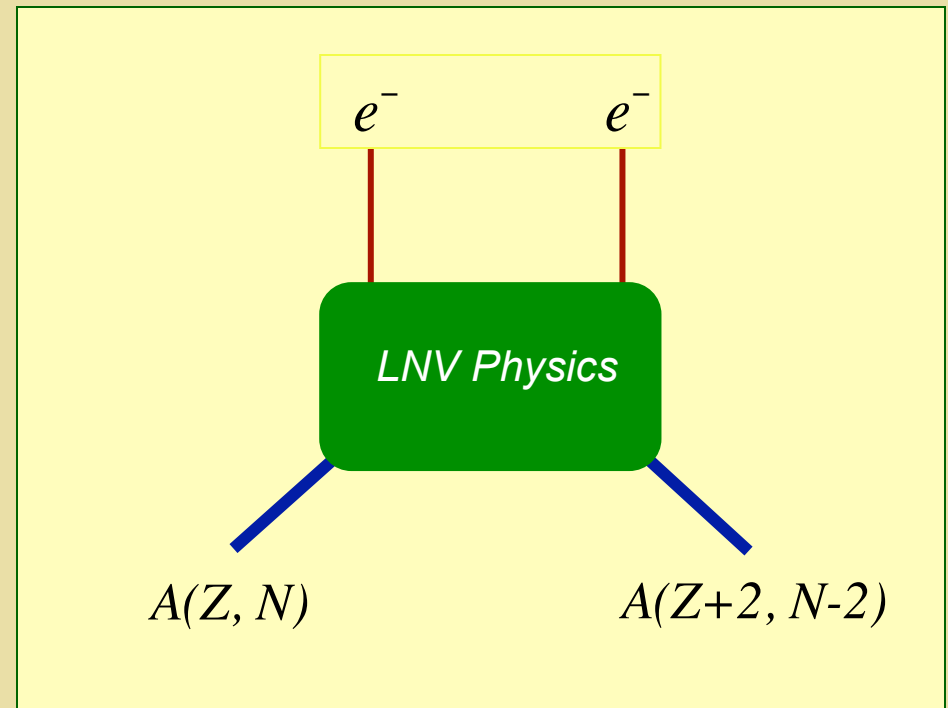 e⁻ e⁻
LNV Physics
A(Z, N) A(Z+2, N-2)